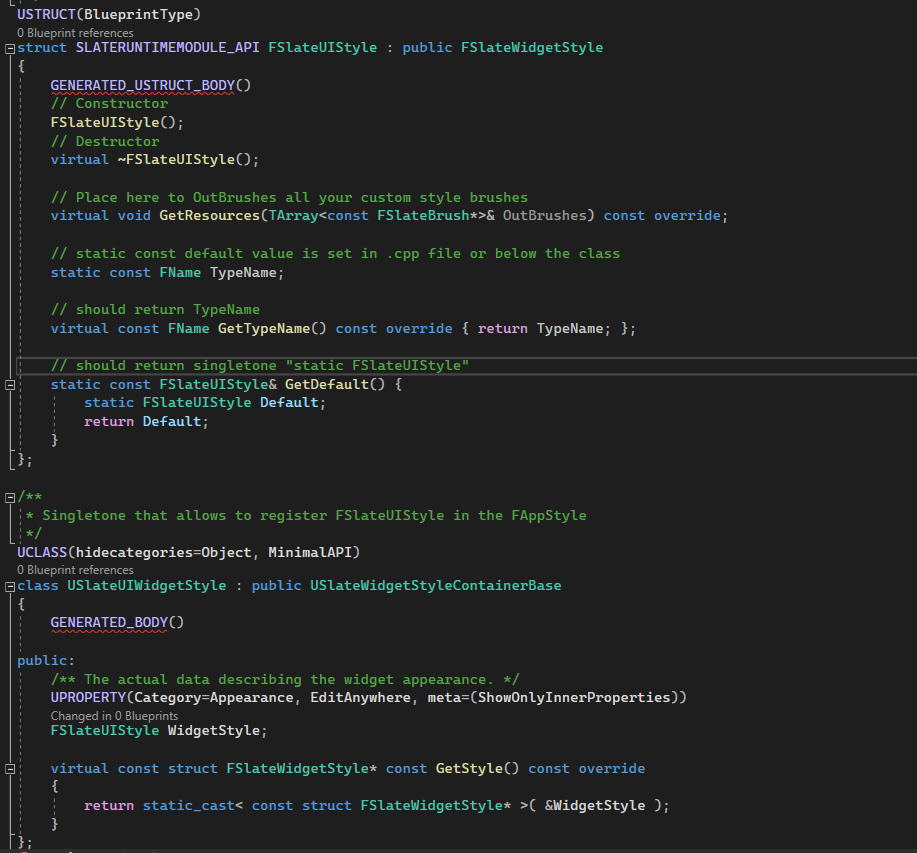 USTRUCT(BlueprintType)
0 Blueprint references
struct SLATERUNTIMEMODULE_API FSlateUIStyle : public FSlateWidgetStyle
{
GENERATED_USTRUCT_BODY()
// Constructor
FSlateUIStyle();
// Destructor
virtual ~FSlateUIStyle();
// Place here to OutBrushes all your custom style brushes
virtual void GetResources(TArray<const FSlateBrush*>& OutBrushes) const override;
// static const default value is set in .cpp file or below the class
static const FName TypeName;
// should return TypeName
virtual const FName GetTypeName() const override { return TypeName; };
// should return singletone "static FSlateUIStyle"
static const FSlateUIStyle& GetDefault() {
static FSlateUIStyle Default;
return Default;
}
};
/**
* Singletone that allows to register FSlateUIStyle in the FAppStyle
*/
UCLASS(hidecategories=Object, MinimalAPI)
0 Blueprint references
class USlateUIWidgetStyle : public USlateWidgetStyleContainerBase
{
GENERATED_BODY()
public:
/** The actual data describing the widget appearance. */
UPROPERTY(Category=Appearance, EditAnywhere, meta=(ShowOnlyInnerProperties))
Changed in 0 Blueprints
FSlateUIStyle WidgetStyle;
virtual const struct FSlateWidgetStyle* const GetStyle() const override
{
return static_cast< const struct FSlateWidgetStyle* >( &WidgetStyle );
}
};